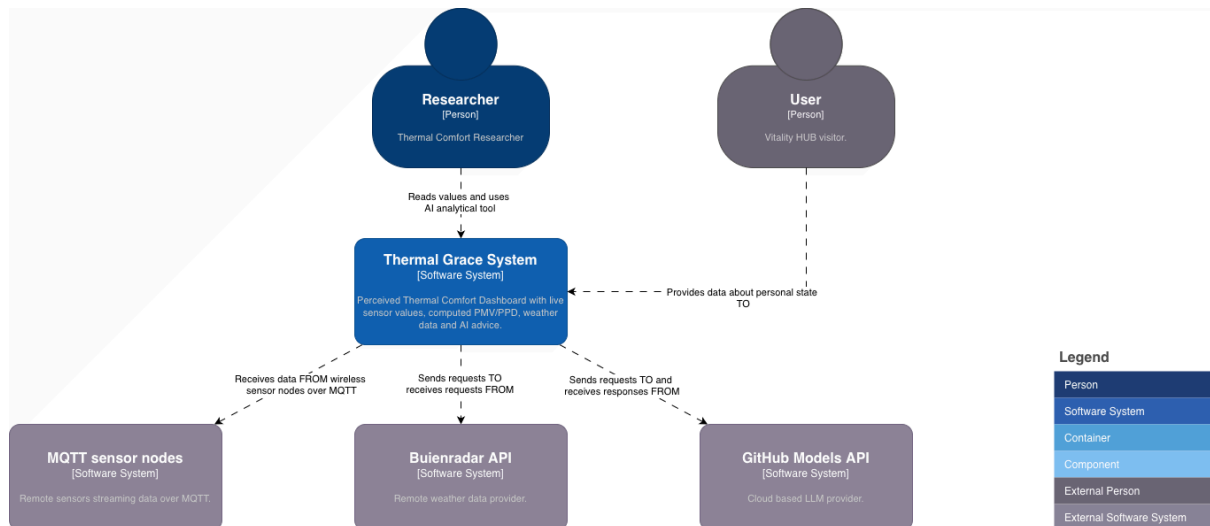 Researcher
[Person]
Thermal Comfort Researcher
User
[Person]
Vitality HUB visitor.
Reads values and uses
AI analytical tool
Thermal Grace System
[Software System]
Perceived Thermal Comfort Dashboard with live
sensor values, computed PMV/PPD, weather
data and AI advice.
Provides data about personal state
TO
Receives data FROM wireless
sensor nodes over MQTT
Sends requests TO
receives requests FROM
Sends requests TO and
receives responses FROM
MQTT sensor nodes
[Software System]
Remote sensors streaming data over MQTT.
Buienradar API
[Software System]
Remote weather data provider.
GitHub Models API
[Software System]
Cloud based LLM provider.
Legend
Person
Software System
Container
Component
External Person
External Software System